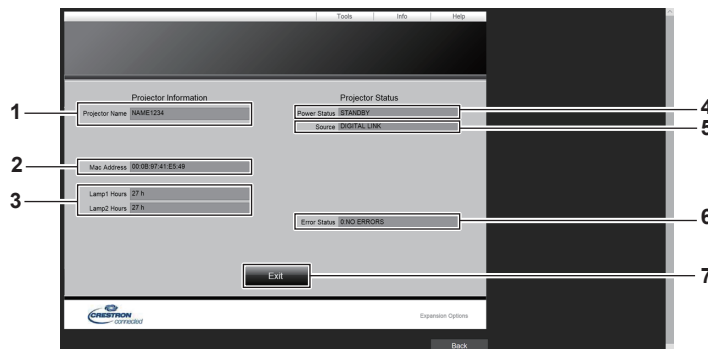 Tools Info Help
Projector Information
Projector Status
1
Projector Name NAME1234
Power Status STANDBY
4
Source DIGITAL LINK
5
2
Mac Address 00:0B:97:41:E5:49
3
Lamp1 Hours 27 h
Lamp2 Hours 27 h
Error Status 0:NO ERRORS
6
Exit
7
CRESTRON
connected
Expansion Options
Back